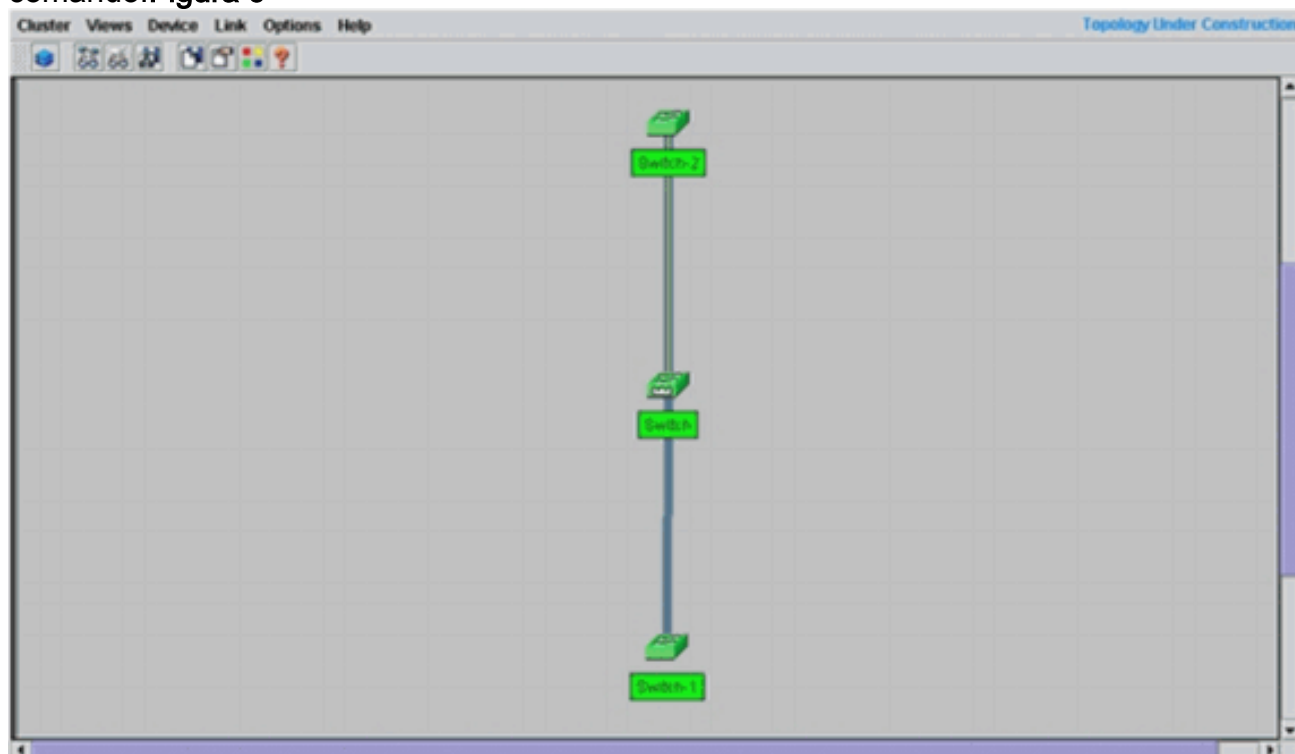 Cluster Views Device Link Options Help
Topology Under Construction
Switch-2
Switch
Switch-1